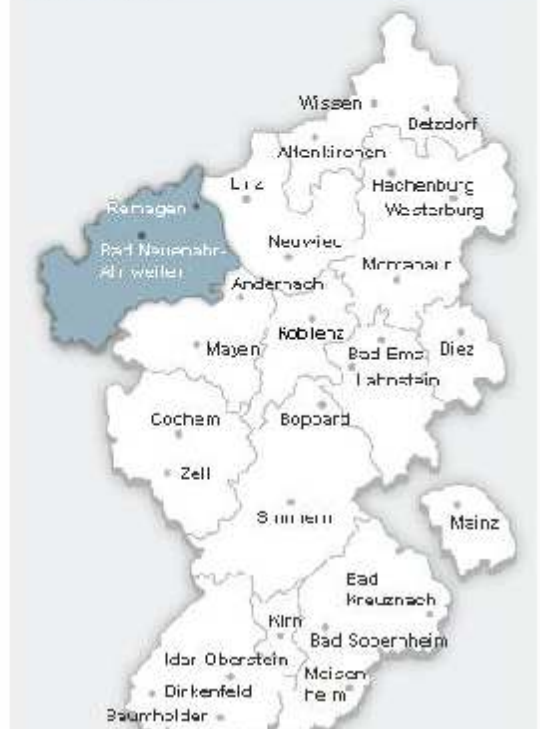 Wissen
Betzdorf
Altenkirchen
Linz
Hachenburg
Westerburg
Remagen
Neuwied
Bad Neuenahr-
Ahrweiler
Montabaur
Andernach
Koblenz
Mayen
Bad Ems
Diez
Lahnstein
Cochem
Boppard
Zell
Simmern
Mainz
Bad
Kreuznach
Kirn
Bad Sobernheim
Idar-Oberstein
Meisen
heim
Birkenfeld
Baumholder